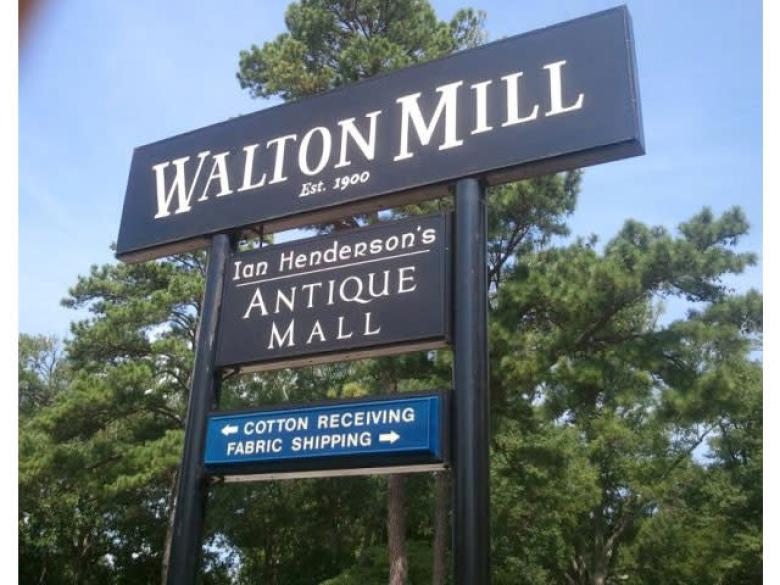 WALTON MILL
Est. 1900
Ian Henderson's
ANTIQUE
MALL
← COTTON RECEIVING
FABRIC SHIPPING →